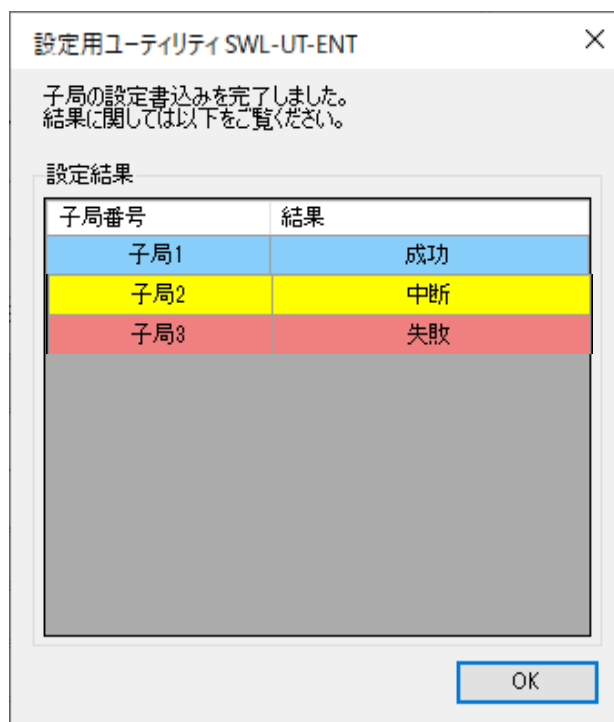 設定用ユーティリティ SWL-UT-ENT
子局の設定書込みを完了しました。
結果に関しては以下をご覧ください。
設定結果
子局番号 結果
子局1 成功
子局2 中断
子局3 失敗
OK